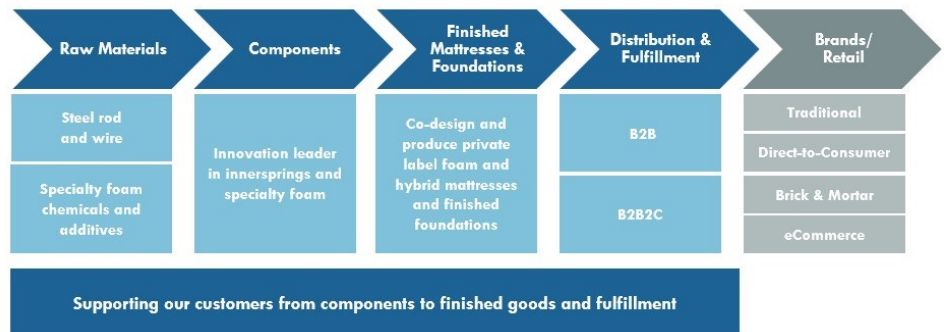 Raw Materials
Components
Finished
Mattresses &
Foundations
Distribution &
Fulfillment
Brands/
Retail
Steel rod
and wire
Specialty foam
chemicals and
additives
Innovation leader
in innersprings and
specialty foam
Co-design and
produce private
label foam and
hybrid mattresses
and finished
foundations
B2B
B2B2C
Traditional
Direct-to-Consumer
Brick & Mortar
eCommerce
Supporting our customers from components to finished goods and fulfillment